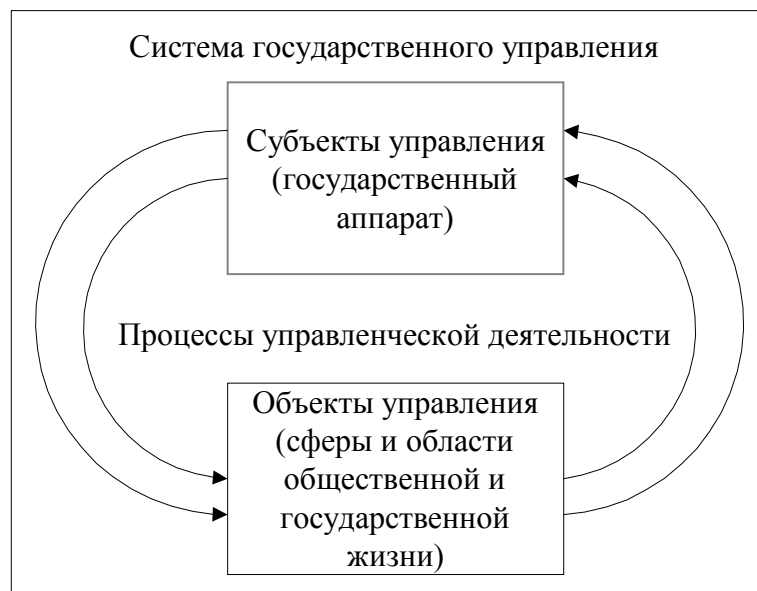 Система государственного управления
Субъекты управления
(государственный
аппарат)
Процессы управленческой деятельности
Объекты управления
(сферы и области
общественной и
государственной
жизни)